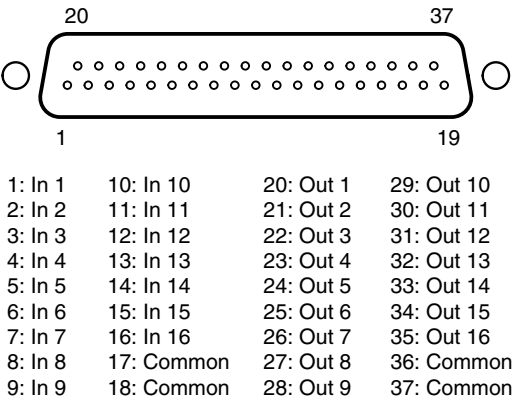 20 37
1 19
1: In 1 10: In 10 20: Out 1 29: Out 10
2: In 2 11: In 11 21: Out 2 30: Out 11
3: In 3 12: In 12 22: Out 3 31: Out 12
4: In 4 13: In 13 23: Out 4 32: Out 13
5: In 5 14: In 14 24: Out 5 33: Out 14
6: In 6 15: In 15 25: Out 6 34: Out 15
7: In 7 16: In 16 26: Out 7 35: Out 16
8: In 8 17: Common 27: Out 8 36: Common
9: In 9 18: Common 28: Out 9 37: Common